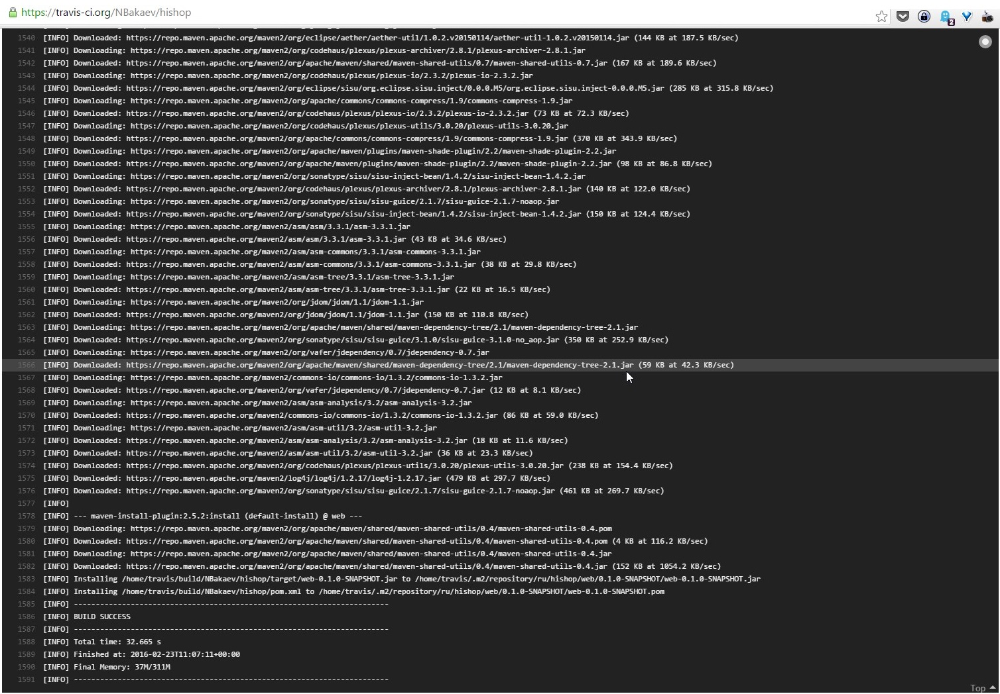 https://travis-ci.org/NBakaev/hishop
2
1540 [INFO] Downloaded: https://repo.maven.apache.org/maven2/org/eclipse/aether/aether-util/1.0.2.v20150114/aether-util-1.0.2.v20150114.jar (144 KB at 187.5 KB/sec)
1541 [INFO] Downloading: https://repo.maven.apache.org/maven2/org/codehaus/plexus/plexus-archiver/2.8.1/plexus-archiver-2.8.1.jar
1542 [INFO] Downloaded: https://repo.maven.apache.org/maven2/org/apache/maven/shared/maven-shared-utils/0.7/maven-shared-utils-0.7.jar (167 KB at 189.6 KB/sec)
1543 [INFO] Downloading: https://repo.maven.apache.org/maven2/org/codehaus/plexus/plexus-io/2.3.2/plexus-io-2.3.2.jar
1544 [INFO] Downloaded: https://repo.maven.apache.org/maven2/org/eclipse/sisu/org.eclipse.sisu.inject/0.0.0.M5/org.eclipse.sisu.inject-0.0.0.M5.jar (285 KB at 315.8 KB/sec)
1545 [INFO] Downloading: https://repo.maven.apache.org/maven2/org/apache/commons/commons-compress/1.9/commons-compress-1.9.jar
1546 [INFO] Downloaded: https://repo.maven.apache.org/maven2/org/codehaus/plexus/plexus-io/2.3.2/plexus-io-2.3.2.jar (73 KB at 72.3 KB/sec)
1547 [INFO] Downloading: https://repo.maven.apache.org/maven2/org/codehaus/plexus/plexus-utils/3.0.20/plexus-utils-3.0.20.jar
1548 [INFO] Downloaded: https://repo.maven.apache.org/maven2/org/apache/commons/commons-compress/1.9/commons-compress-1.9.jar (370 KB at 343.9 KB/sec)
1549 [INFO] Downloading: https://repo.maven.apache.org/maven2/org/apache/maven/plugins/maven-shade-plugin/2.2/maven-shade-plugin-2.2.jar
1550 [INFO] Downloaded: https://repo.maven.apache.org/maven2/org/apache/maven/plugins/maven-shade-plugin/2.2/maven-shade-plugin-2.2.jar (98 KB at 86.8 KB/sec)
1551 [INFO] Downloading: https://repo.maven.apache.org/maven2/org/sonatype/sisu/sisu-inject-bean/1.4.2/sisu-inject-bean-1.4.2.jar
1552 [INFO] Downloaded: https://repo.maven.apache.org/maven2/org/codehaus/plexus/plexus-archiver/2.8.1/plexus-archiver-2.8.1.jar (140 KB at 122.0 KB/sec)
1553 [INFO] Downloading: https://repo.maven.apache.org/maven2/org/sonatype/sisu/sisu-guice/2.1.7/sisu-guice-2.1.7-noaop.jar
1554 [INFO] Downloaded: https://repo.maven.apache.org/maven2/org/sonatype/sisu/sisu-inject-bean/1.4.2/sisu-inject-bean-1.4.2.jar (150 KB at 124.4 KB/sec)
1555 [INFO] Downloading: https://repo.maven.apache.org/maven2/asm/asm/3.3.1/asm-3.3.1.jar
1556 [INFO] Downloaded: https://repo.maven.apache.org/maven2/asm/asm/3.3.1/asm-3.3.1.jar (43 KB at 34.6 KB/sec)
1557 [INFO] Downloading: https://repo.maven.apache.org/maven2/asm/asm-commons/3.3.1/asm-commons-3.3.1.jar
1558 [INFO] Downloaded: https://repo.maven.apache.org/maven2/asm/asm-commons/3.3.1/asm-commons-3.3.1.jar (38 KB at 29.8 KB/sec)
1559 [INFO] Downloading: https://repo.maven.apache.org/maven2/asm/asm-tree/3.3.1/asm-tree-3.3.1.jar
1560 [INFO] Downloaded: https://repo.maven.apache.org/maven2/asm/asm-tree/3.3.1/asm-tree-3.3.1.jar (22 KB at 16.5 KB/sec)
1561 [INFO] Downloading: https://repo.maven.apache.org/maven2/org/jdom/jdom/1.1/jdom-1.1.jar
1562 [INFO] Downloaded: https://repo.maven.apache.org/maven2/org/jdom/jdom/1.1/jdom-1.1.jar (150 KB at 110.8 KB/sec)
1563 [INFO] Downloading: https://repo.maven.apache.org/maven2/org/apache/maven/shared/maven-dependency-tree/2.1/maven-dependency-tree-2.1.jar
1564 [INFO] Downloaded: https://repo.maven.apache.org/maven2/org/sonatype/sisu/sisu-guice/3.1.0/sisu-guice-3.1.0-no_aop.jar (350 KB at 252.9 KB/sec)
1565 [INFO] Downloading: https://repo.maven.apache.org/maven2/org/vafer/jdependency/0.7/jdependency-0.7.jar
1566 [INFO] Downloaded: https://repo.maven.apache.org/maven2/org/apache/maven/shared/maven-dependency-tree/2.1/maven-dependency-tree-2.1.jar (59 KB at 42.3 KB/sec)
1567 [INFO] Downloading: https://repo.maven.apache.org/maven2/commons-io/commons-io/1.3.2/commons-io-1.3.2.jar
1568 [INFO] Downloaded: https://repo.maven.apache.org/maven2/org/vafer/jdependency/0.7/jdependency-0.7.jar (12 KB at 8.1 KB/sec)
1569 [INFO] Downloading: https://repo.maven.apache.org/maven2/asm/asm-analysis/3.2/asm-analysis-3.2.jar
1570 [INFO] Downloaded: https://repo.maven.apache.org/maven2/commons-io/commons-io/1.3.2/commons-io-1.3.2.jar (86 KB at 59.0 KB/sec)
1571 [INFO] Downloading: https://repo.maven.apache.org/maven2/asm/asm-util/3.2/asm-util-3.2.jar
1572 [INFO] Downloaded: https://repo.maven.apache.org/maven2/asm/asm-analysis/3.2/asm-analysis-3.2.jar (18 KB at 11.6 KB/sec)
1573 [INFO] Downloaded: https://repo.maven.apache.org/maven2/asm/asm-util/3.2/asm-util-3.2.jar (36 KB at 23.3 KB/sec)
1574 [INFO] Downloaded: https://repo.maven.apache.org/maven2/org/codehaus/plexus/plexus-utils/3.0.20/plexus-utils-3.0.20.jar (238 KB at 154.4 KB/sec)
1575 [INFO] Downloaded: https://repo.maven.apache.org/maven2/log4j/log4j/1.2.17/log4j-1.2.17.jar (479 KB at 297.7 KB/sec)
1576 [INFO] Downloaded: https://repo.maven.apache.org/maven2/org/sonatype/sisu/sisu-guice/2.1.7/sisu-guice-2.1.7-noaop.jar (461 KB at 269.7 KB/sec)
1577 [INFO]
1578 [INFO] --- maven-install-plugin:2.5.2:install (default-install) @ web ---
1579 [INFO] Downloading: https://repo.maven.apache.org/maven2/org/apache/maven/shared/maven-shared-utils/0.4/maven-shared-utils-0.4.pom
1580 [INFO] Downloaded: https://repo.maven.apache.org/maven2/org/apache/maven/shared/maven-shared-utils/0.4/maven-shared-utils-0.4.pom (4 KB at 116.2 KB/sec)
1581 [INFO] Downloading: https://repo.maven.apache.org/maven2/org/apache/maven/shared/maven-shared-utils/0.4/maven-shared-utils-0.4.jar
1582 [INFO] Downloaded: https://repo.maven.apache.org/maven2/org/apache/maven/shared/maven-shared-utils/0.4/maven-shared-utils-0.4.jar (152 KB at 1054.2 KB/sec)
1583 [INFO] Installing /home/travis/build/NBakaev/hishop/target/web-0.1.0-SNAPSHOT.jar to /home/travis/.m2/repository/ru/hishop/web/0.1.0-SNAPSHOT/web-0.1.0-SNAPSHOT.jar
1584 [INFO] Installing /home/travis/build/NBakaev/hishop/pom.xml to /home/travis/.m2/repository/ru/hishop/web/0.1.0-SNAPSHOT/web-0.1.0-SNAPSHOT.pom
1585 [INFO] ------------------------------------------------------------------------
1586 [INFO] BUILD SUCCESS
1587 [INFO] ------------------------------------------------------------------------
1588 [INFO] Total time: 32.665 s
1589 [INFO] Finished at: 2016-02-23T11:07:11+00:00
1590 [INFO] Final Memory: 37M/311M
1591 [INFO] ------------------------------------------------------------------------
Top